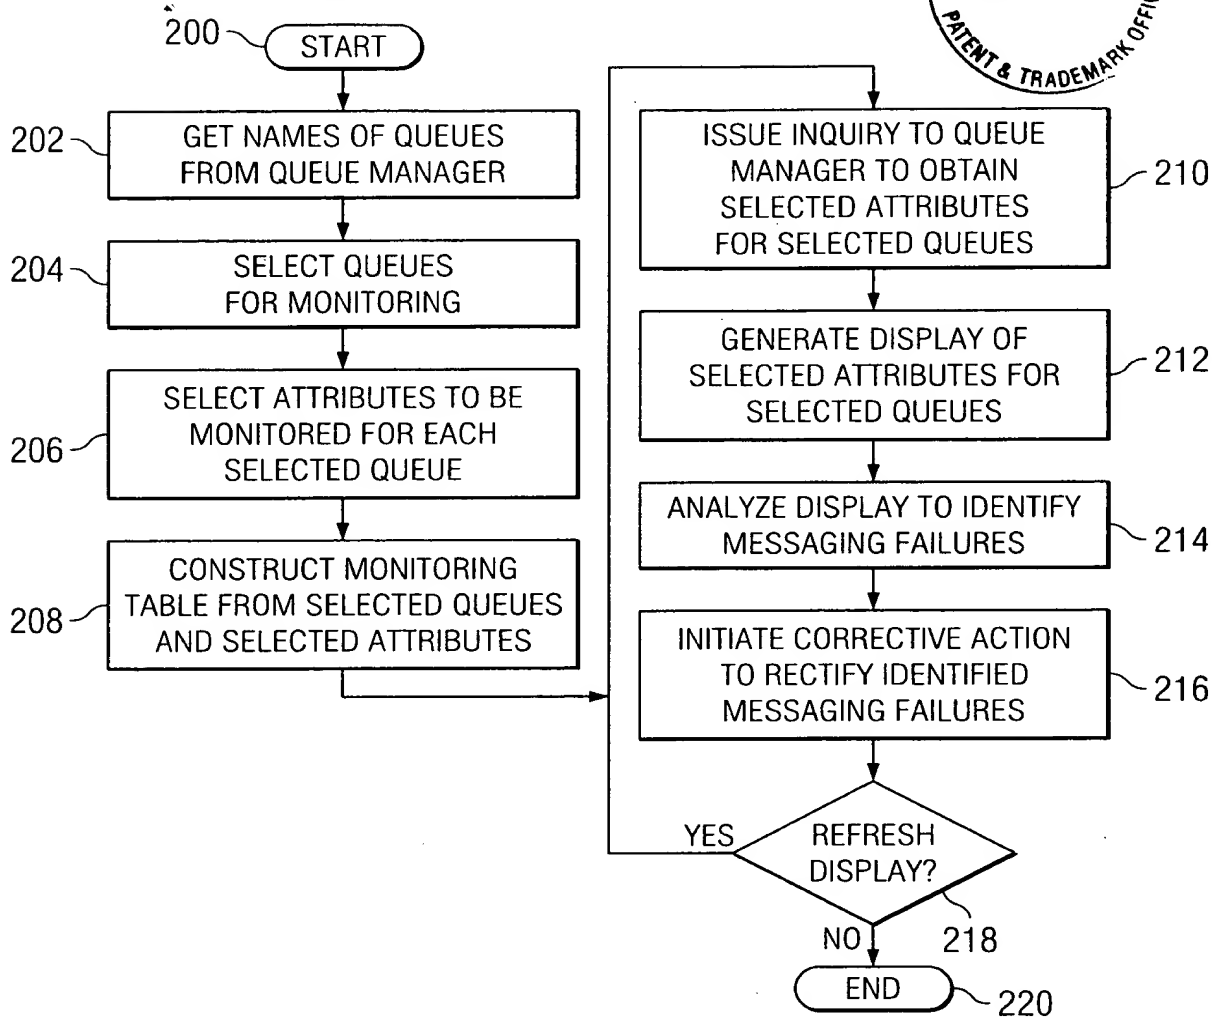 200
START
202
GET NAMES OF QUEUES
FROM QUEUE MANAGER
204
SELECT QUEUES
FOR MONITORING
206
SELECT ATTRIBUTES TO BE
MONITORED FOR EACH
SELECTED QUEUE
208
CONSTRUCT MONITORING
TABLE FROM SELECTED QUEUES
AND SELECTED ATTRIBUTES
PATENT & TRADEMARK
ISSUE INQUIRY TO QUEUE
MANAGER TO OBTAIN
SELECTED ATTRIBUTES
FOR SELECTED QUEUES
210
GENERATE DISPLAY OF
SELECTED ATTRIBUTES FOR
SELECTED QUEUES
212
ANALYZE DISPLAY TO IDENTIFY
MESSAGING FAILURES
214
INITIATE CORRECTIVE ACTION
TO RECTIFY IDENTIFIED
MESSAGING FAILURES
216
YES
REFRESH
DISPLAY?
218
NO
END
220